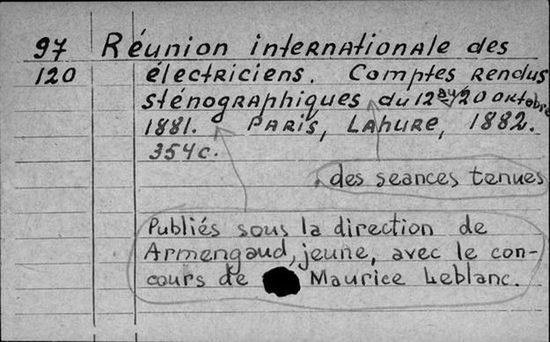 97 Réunion internationale des
120 électriciens. Comptes rendus
sténographiques du 12 au 20 octobre
1881. Paris, Lahure, 1882.
354c.
des seances tenues
Publiés sous la direction de
Armengaud, jeune, avec le con-
cours de Maurice Leblanc.